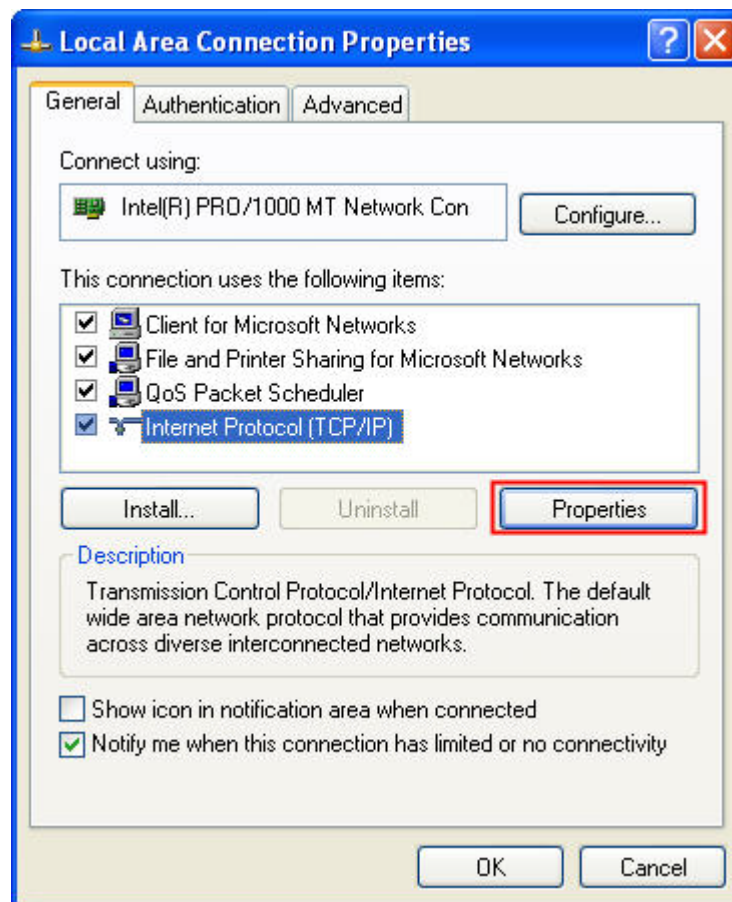 Local Area Connection Properties
General Authentication Advanced
Connect using:
Intel(R) PRO/1000 MT Network Con Configure...
This connection uses the following items:
Client for Microsoft Networks
File and Printer Sharing for Microsoft Networks
QoS Packet Scheduler
Internet Protocol (TCP/IP)
Install... Uninstall Properties
Description
Transmission Control Protocol/Internet Protocol. The default
wide area network protocol that provides communication
across diverse interconnected networks.
Show icon in notification area when connected
Notify me when this connection has limited or no connectivity
OK Cancel